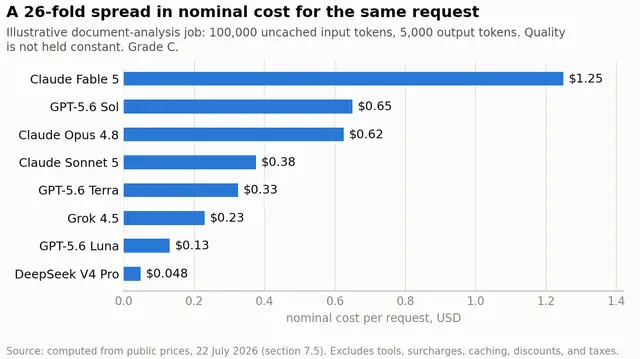 A 26-fold spread in nominal cost for the same request
Illustrative document-analysis job: 100,000 uncached input tokens, 5,000 output tokens. Quality
is not held constant. Grade C.
Claude Fable 5 $1.25
GPT-5.6 Sol $0.65
Claude Opus 4.8 $0.62
Claude Sonnet 5 $0.38
GPT-5.6 Terra $0.33
Grok 4.5 $0.23
GPT-5.6 Luna $0.13
DeepSeek V4 Pro $0.048
0.0 0.2 0.4 0.6 0.8 1.0 1.2 1.4
nominal cost per request, USD
Source: computed from public prices, 22 July 2026 (section 7.5). Excludes tools, surcharges, caching, discounts, and taxes.